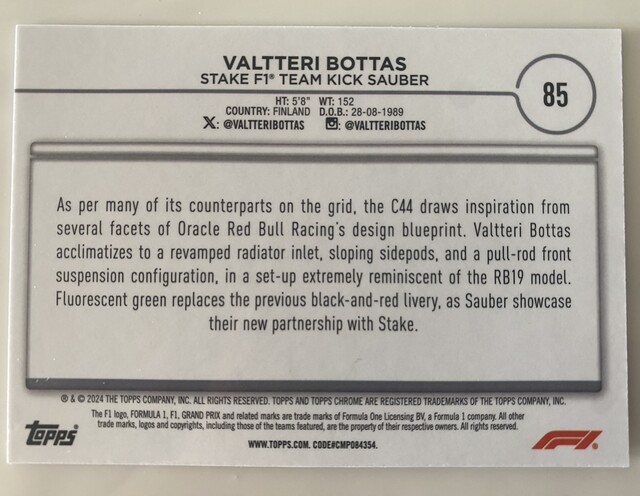 VALTTERI BOTTAS
STAKE F1® TEAM KICK SAUBER
85
HT: 5'8" WT: 152
COUNTRY: FINLAND D.O.B.: 28-08-1989
X: @VALTTERIBOTTAS : @VALTTERIBOTTAS
As per many of its counterparts on the grid, the C44 draws inspiration from
several facets of Oracle Red Bull Racing's design blueprint. Valtteri Bottas
acclimatizes to a revamped radiator inlet, sloping sidepods, and a pull-rod front
suspension configuration, in a set-up extremely reminiscent of the RB19 model.
Fluorescent green replaces the previous black-and-red livery, as Sauber showcase
their new partnership with Stake.
® & © 2024 THE TOPPS COMPANY, INC. ALL RIGHTS RESERVED. TOPPS AND TOPPS CHROME ARE REGISTERED TRADEMARKS OF THE TOPPS COMPANY, INC.
The F1 logo, FORMULA 1, F1, GRAND PRIX and related marks are trade marks of Formula One Licensing BV, a Formula 1 company. All other
trade marks, logos and copyrights, including those of the teams featured, are the property of their respective owners. All rights reserved.
topps
WWW.TOPPS.COM. CODE#CMP084354.
F1®